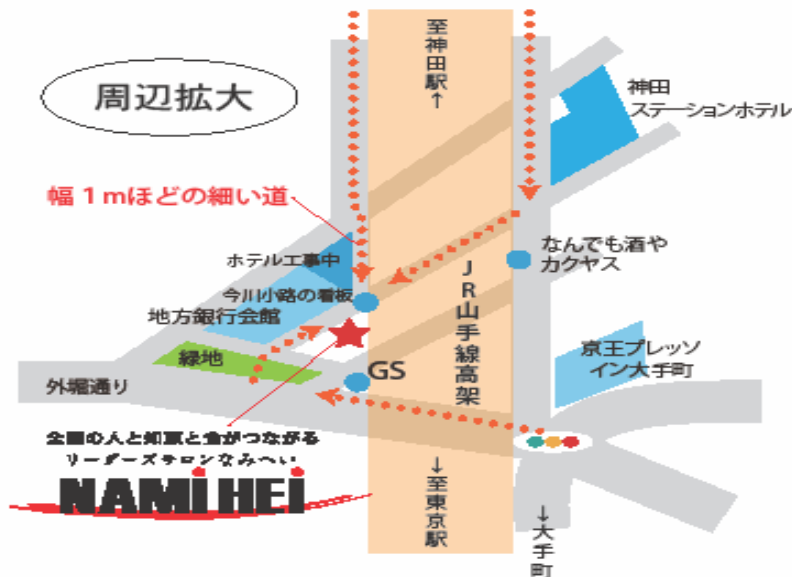 周辺拡大
至神田駅↑
神田
ステーションホテル
幅1mほどの細い道
ホテル工事中
今川小路の看板
地方銀行会館
緑地
外堀通り
GS
JR山手線高架
なんでも酒や
カクヤス
京王プレッソ
イン大手町
全国の人と知恵と食がつながる
リーダーズサロンなみへい
NAMiHEi
↓至東京駅
↓大手町